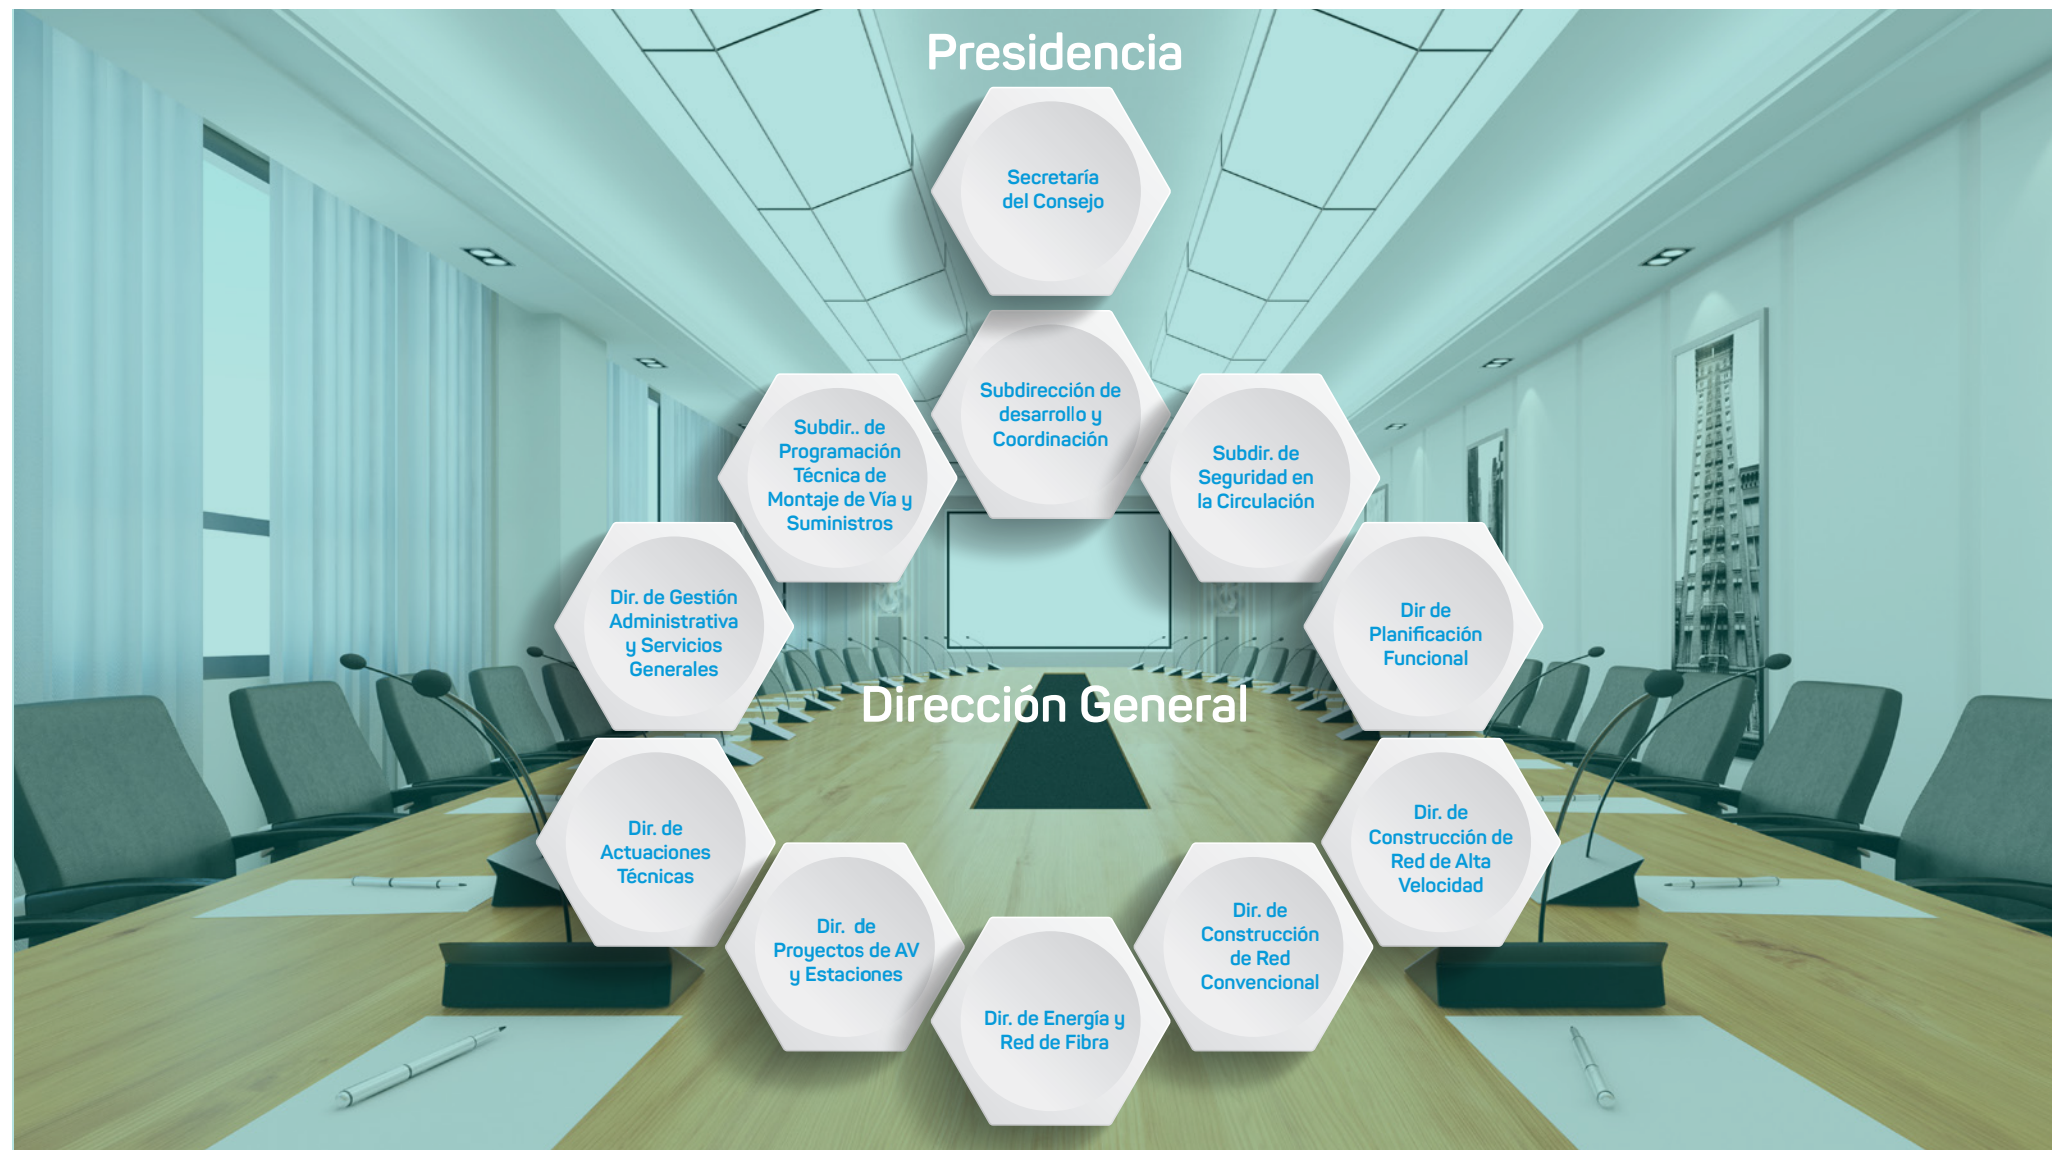 Presidencia
Secretaría
del Consejo
Subdirección de
desarrollo y
Coordinación
Subdir.. de
Programación
Técnica de
Montaje de Vía y
Suministros
Subdir. de
Seguridad en
la Circulación
Dir. de Gestión
Administrativa
y Servicios
Generales
Dir de
Planificación
Funcional
Dirección General
Dir. de
Actuaciones
Técnicas
Dir. de
Construcción de
Red de Alta
Velocidad
Dir.  de
Proyectos de AV
y Estaciones
Dir. de
Construcción
de Red
Convencional
Dir. de Energía y
Red de Fibra